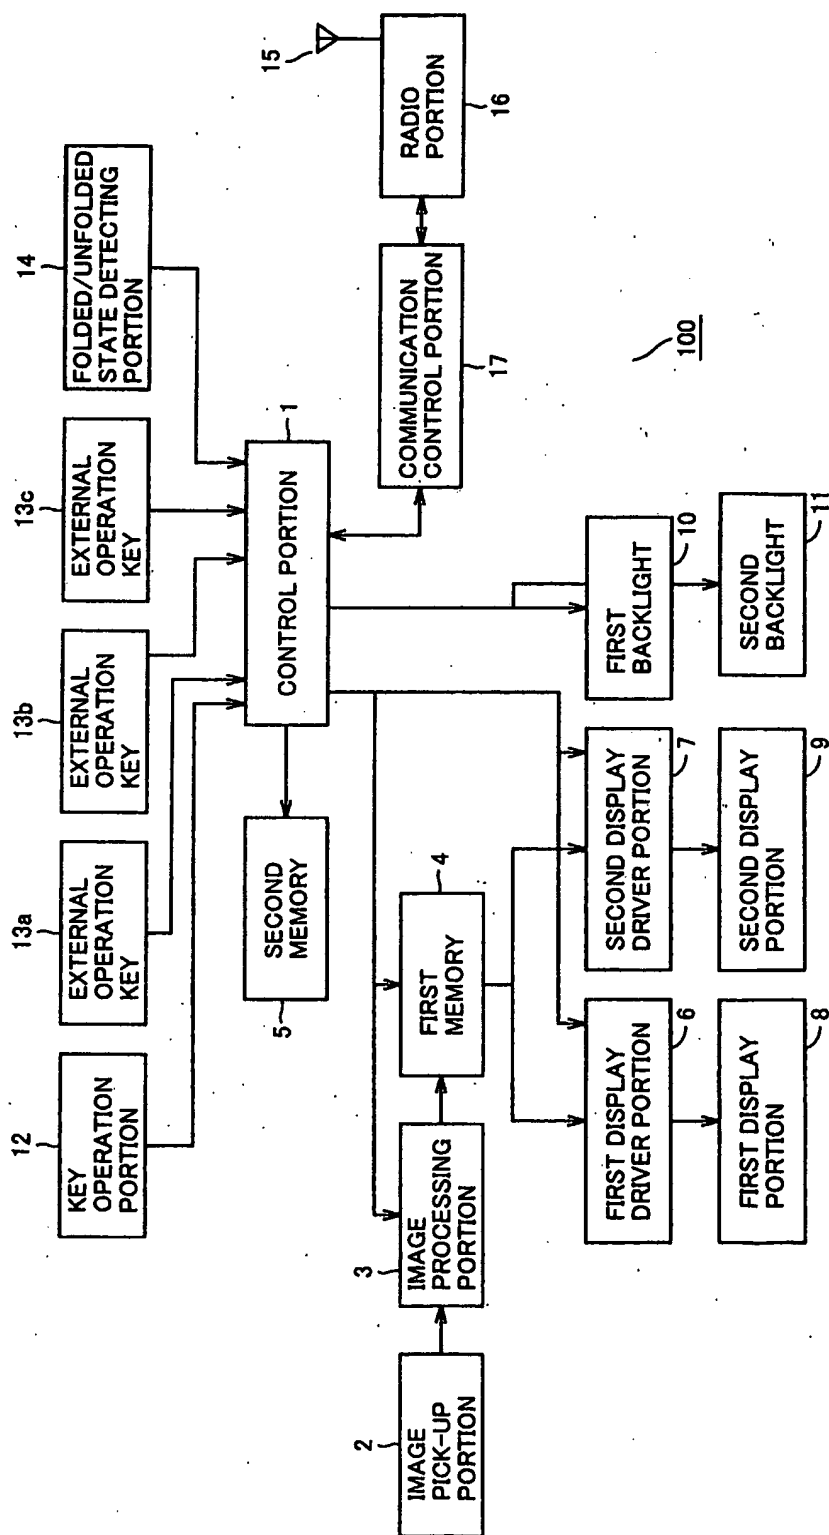 12
KEY
OPERATION
PORTION
13a
EXTERNAL
OPERATION
KEY
13b
EXTERNAL
OPERATION
KEY
13c
EXTERNAL
OPERATION
KEY
14
FOLDED/UNFOLDED
STATE DETECTING
PORTION
15
5
SECOND
MEMORY
1
CONTROL PORTION
2
IMAGE
PICK-UP
PORTION
3
IMAGE
PROCESSING
PORTION
4
FIRST
MEMORY
COMMUNICATION
CONTROL PORTION
17
RADIO
PORTION
16
FIRST DISPLAY
DRIVER PORTION
6
SECOND DISPLAY
DRIVER PORTION
7
FIRST
BACKLIGHT
10
100
FIRST DISPLAY
PORTION
8
SECOND DISPLAY
PORTION
9
SECOND
BACKLIGHT
11